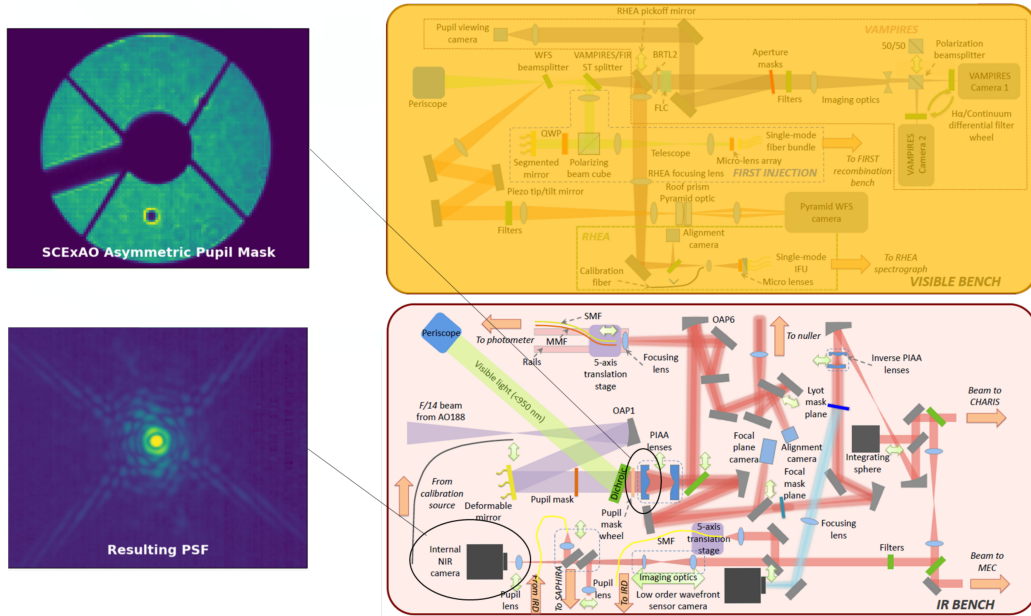 SCExAO Asymmetric Pupil Mask
Resulting PSF
RHEA pickoff mirror
Pupil viewing
camera
VAMPIRES
50/50
Polarization
beamsplitter
WFS
beamsplitter
VAMPIRES/FIR
ST splitter
BRTL2
Aperture
masks
Periscope
FLC
Filters
Imaging optics
VAMPIRES
Camera 1
Hα/Continuum
differential filter
wheel
VAMPIRES
Camera 2
QWP
Segmented
mirror
Polarizing
beam cube
Telescope
Single-mode
fiber bundle
Micro-lens array
FIRST INJECTION
To FIRST
recombination
bench
RHEA focusing lens
Piezo tip/tilt mirror
Roof prism
Pyramid optic
Filters
Pyramid WFS
camera
RHEA
Alignment
camera
Calibration
fiber
Single-mode
IFU
Micro lenses
To RHEA
spectrograph
VISIBLE BENCH
Periscope
To photometer
SMF
MMF
Rails
5-axis
translation
stage
Focusing
lens
OAP6
To nuller
Inverse PIAA
lenses
Visible light (<950 nm)
F/14 beam
from AO188
OAP1
Lyot
mask
plane
Beam to
CHARIS
PIAA
lenses
Focal
plane
camera
Alignment
camera
Focal
mask
plane
Integrating
sphere
From
calibration
source
Dichroic
Deformable
mirror
Pupil mask
Pupil
mask
wheel
SMF
5-axis
translation
stage
Focusing
lens
Internal
NIR
camera
Filters
Pupil
lens
From IRD
To SAPHIRA
Pupil
lens
To IRD
Imaging optics
Low order wavefront
sensor camera
Beam to
MEC
IR BENCH